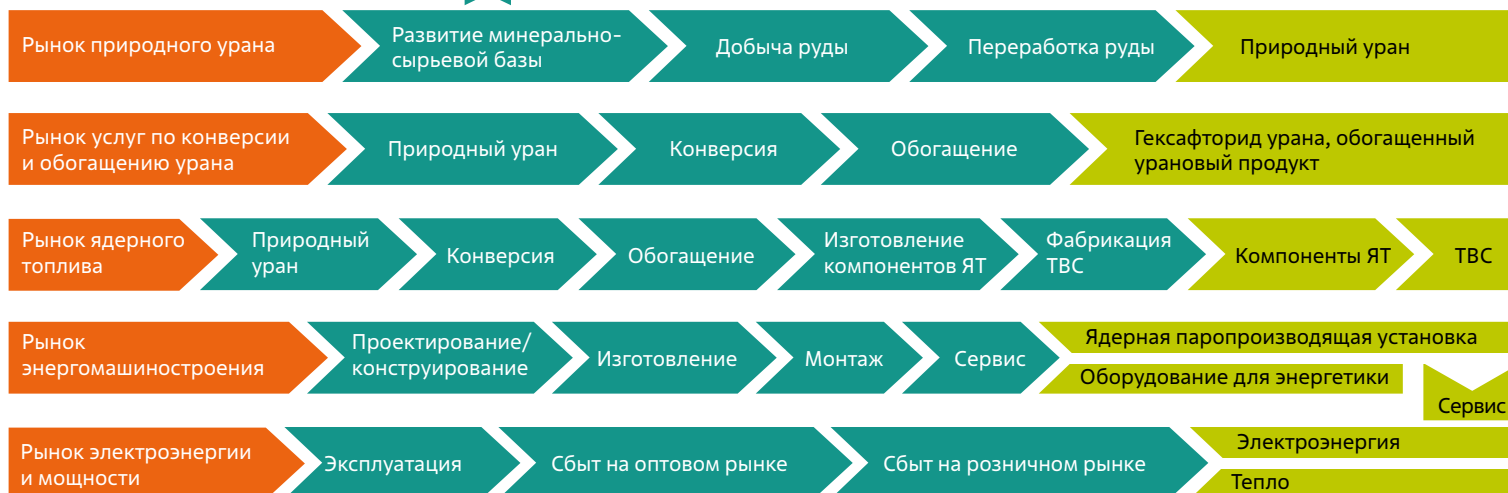 Рынок природного урана
Развитие минерально-
сырьевой базы
Добыча руды
Переработка руды
Природный уран
Рынок услуг по конверсии
и обогащению урана
Природный уран
Конверсия
Обогащение
Гексафторид урана, обогащенный
урановый продукт
Рынок ядерного
топлива
Природный
уран
Конверсия
Обогащение
Изготовление
компонентов ЯТ
Фабрикация
ТВС
Компоненты ЯТ
ТВС
Рынок
энергомашиностроения
Проектирование/
конструирование
Изготовление
Монтаж
Сервис
Ядерная паропроизводящая установка
Оборудование для энергетики
Сервис
Рынок электроэнергии
и мощности
Эксплуатация
Сбыт на оптовом рынке
Сбыт на розничном рынке
Электроэнергия
Тепло